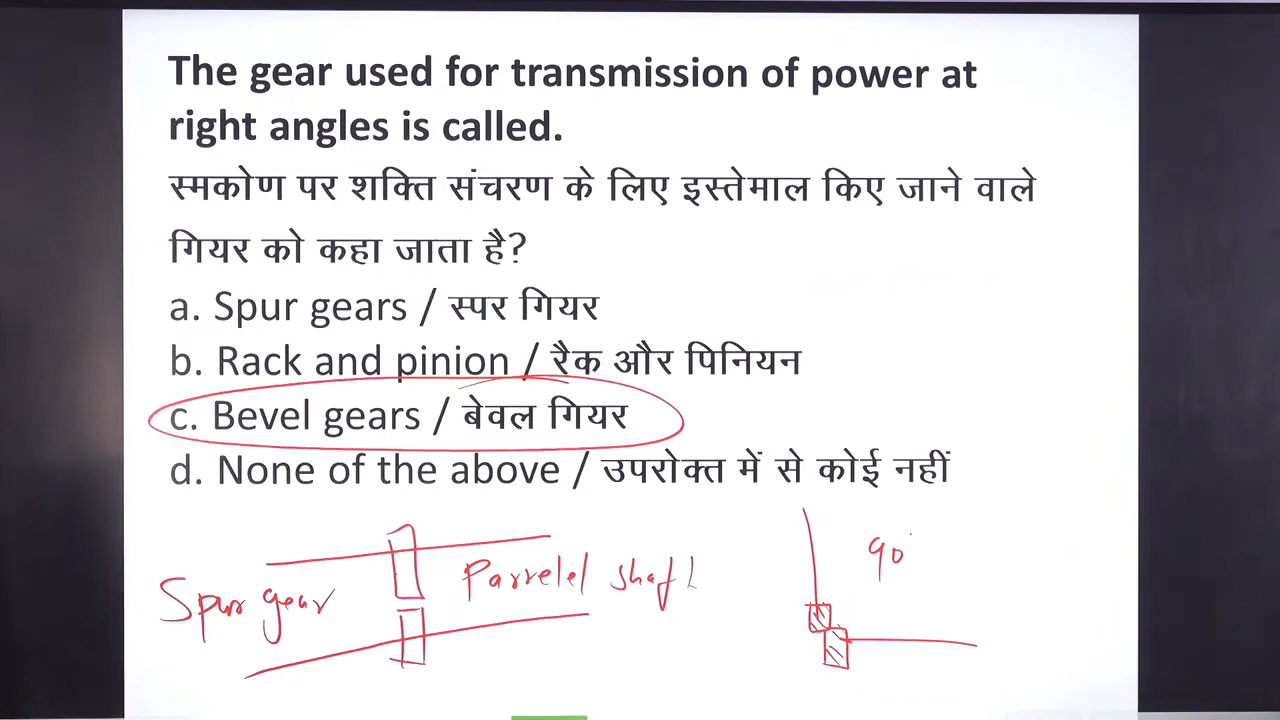 The gear used for transmission of power at
right angles is called.
स्मकोण पर शक्ति संचरण के लिए इस्तेमाल किए जाने वाले
गियर को कहा जाता है?
a. Spur gears / स्पर गियर
b. Rack and pinion / रैक और पिनियन
c. Bevel gears / बेवल गियर
d. None of the above / उपरोक्त में से कोई नहीं
Spur gear
Parrelel shaft
90°